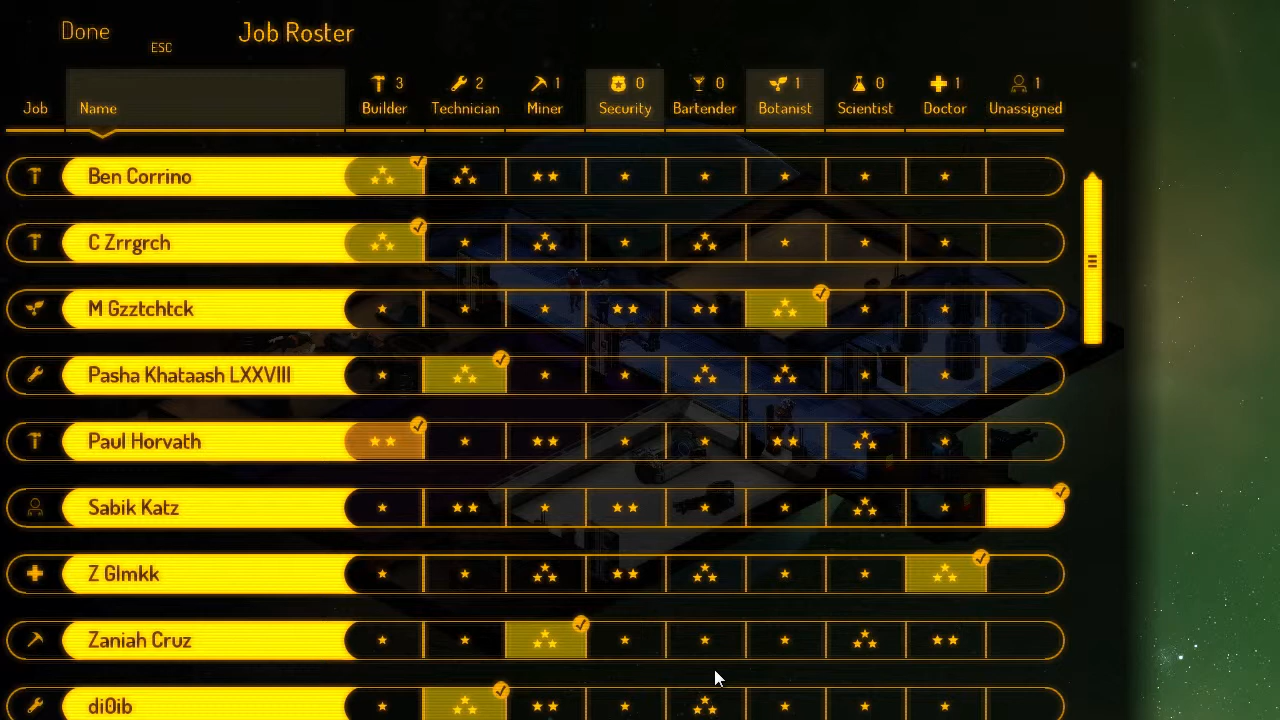 Done
ESC
Job Roster
3 2 1 0 0 1 0 1 1
Job Name Builder Technician Miner Security Bartender Botanist Scientist Doctor Unassigned
Ben Corrino
C Zrrgrch
M Gzztchtck
Pasha Khataash LXXVIII
Paul Horvath
Sabik Katz
Z Glmkk
Zaniah Cruz
di0ib